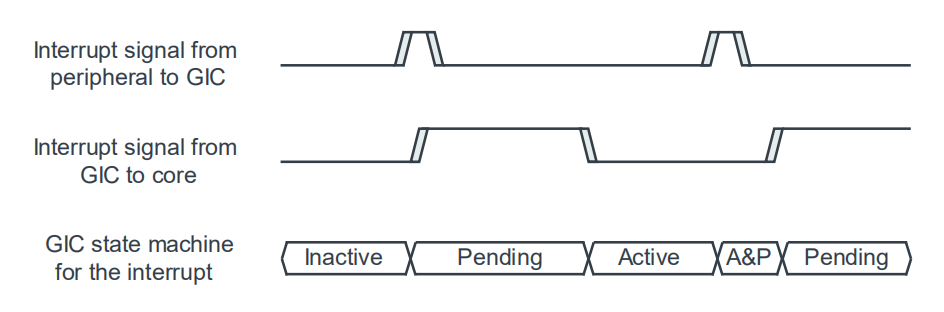 Interrupt signal from
peripheral to GIC
Interrupt signal from
GIC to core
GIC state machine
for the interrupt
Inactive
Pending
Active
A&P
Pending